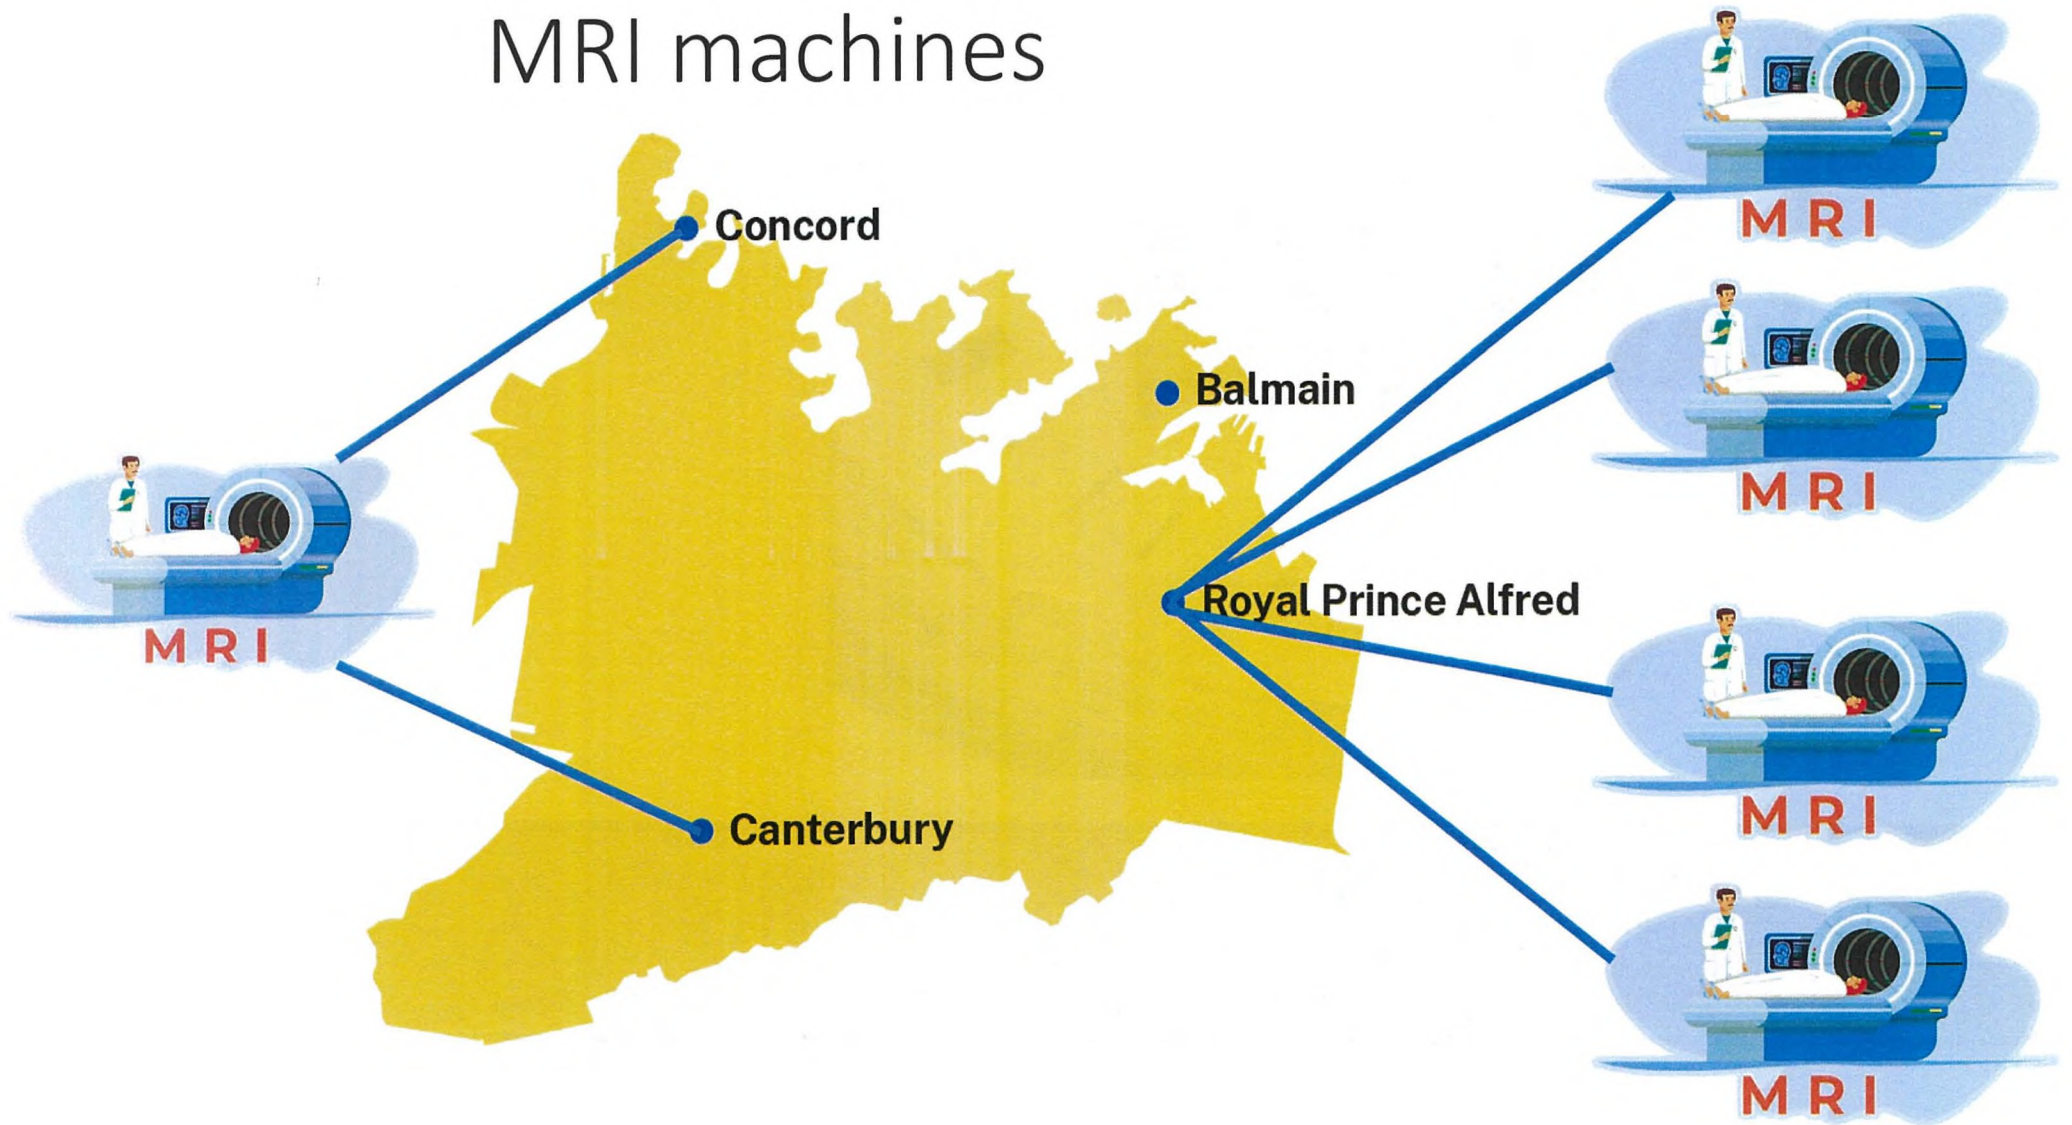 MRI machines
MRI
Concord
MRI
Balmain
Royal Prince Alfred
MRI
MRI
Canterbury
MRI